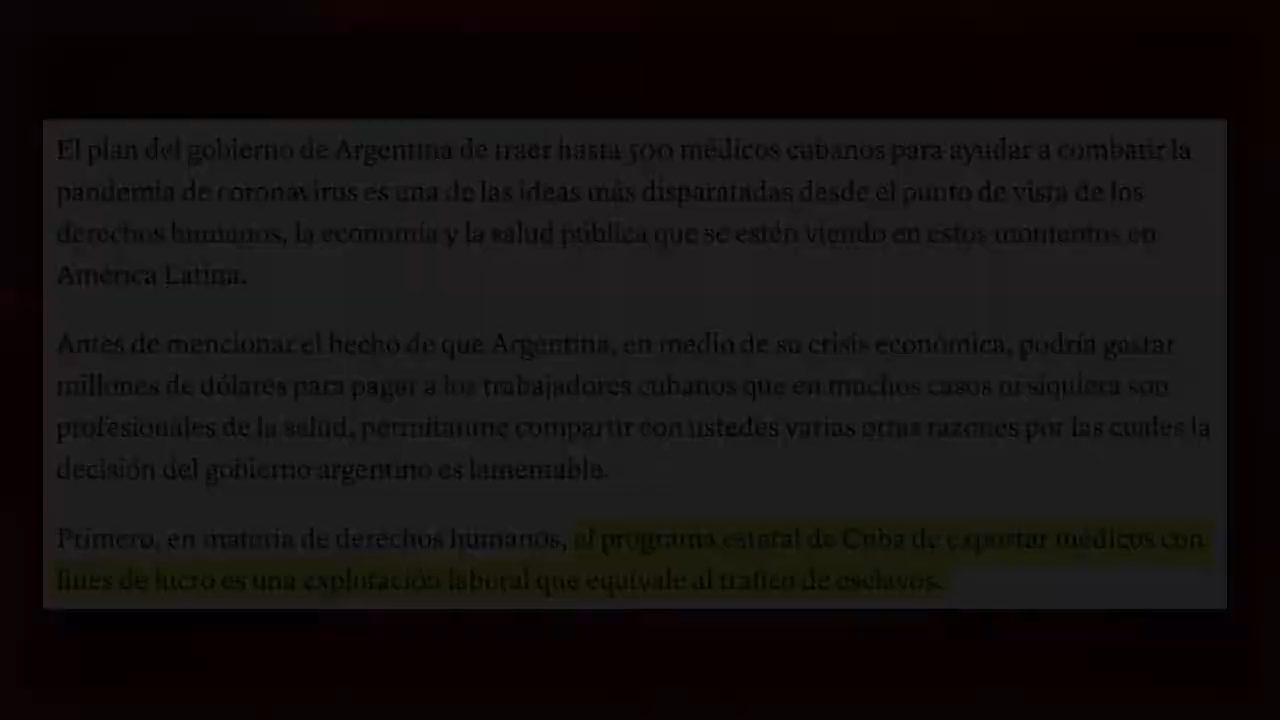 El plan del gobierno de Argentina de traer hasta 500 médicos cubanos para ayudar a combatir la
pandemia de coronavirus es una de las ideas más disparatadas desde el punto de vista de los
derechos humanos, la economía y la salud pública que se estén viendo en estos momentos en
América Latina.
Antes de mencionar el hecho de que Argentina, en medio de su crisis económica, podría gastar
millones de dólares para pagar a los trabajadores cubanos que en muchos casos ni siquiera son
profesionales de la salud, permítanme compartir con ustedes varias otras razones por las cuales la
decisión del gobierno argentino es lamentable.
Primero, en materia de derechos humanos, el programa estatal de Cuba de exportar médicos con
fines de lucro es una explotación laboral que equivale al tráfico de esclavos.